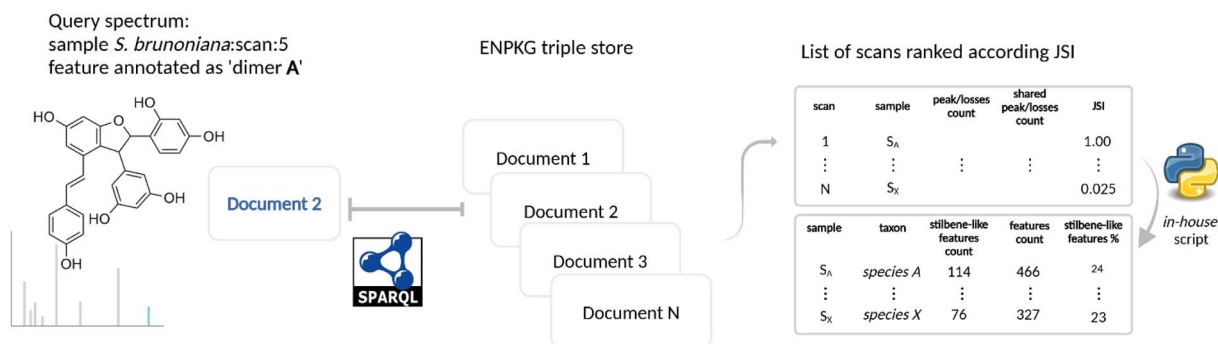 Query spectrum:
sample S. brunoniana:scan:5
feature annotated as 'dimer A'
HO
HO
O
OH
OH
HO
OH
Document 2
SPARQL
ENPKG triple store
Document 1
Document 2
Document 3
Document N
List of scans ranked according JSI
scan sample peak/losses count shared peak/losses count JSI
1 SA 1.00
⋮ ⋮ ⋮ ⋮ ⋮
N SX 0.025
sample taxon stilbene-like features count features count stilbene-like features %
SA species A 114 466 24
⋮ ⋮ ⋮ ⋮ ⋮
SX species X 76 327 23
in-house
script